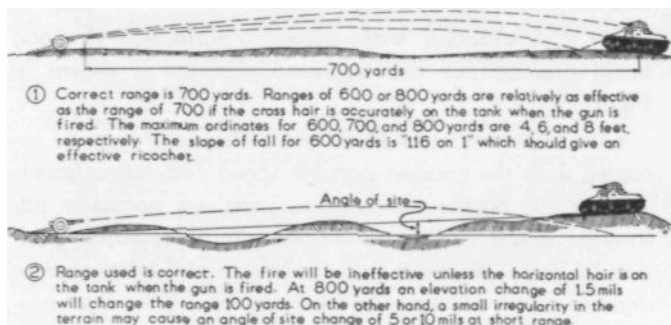 700 yards
① Correct range is 700 yards. Ranges of 600 or 800 yards are relatively as effective
as the range of 700 if the cross hair is accurately on the tank when the gun is
fired. The maximum ordinates for 600, 700, and 800 yards are 4, 6, and 8 feet,
respectively. The slope of fall for 600 yards is "116 on 1" which should give an
effective ricochet.
Angle of site
② Range used is correct. The fire will be ineffective unless the horizontal hair is on
the tank when the gun is fired. At 800 yards an elevation change of 1.5 mils
will change the range 100 yards. On the other hand, a small irregularity in the
terrain may cause an angle of site change of 5 or 10 mils at short range.